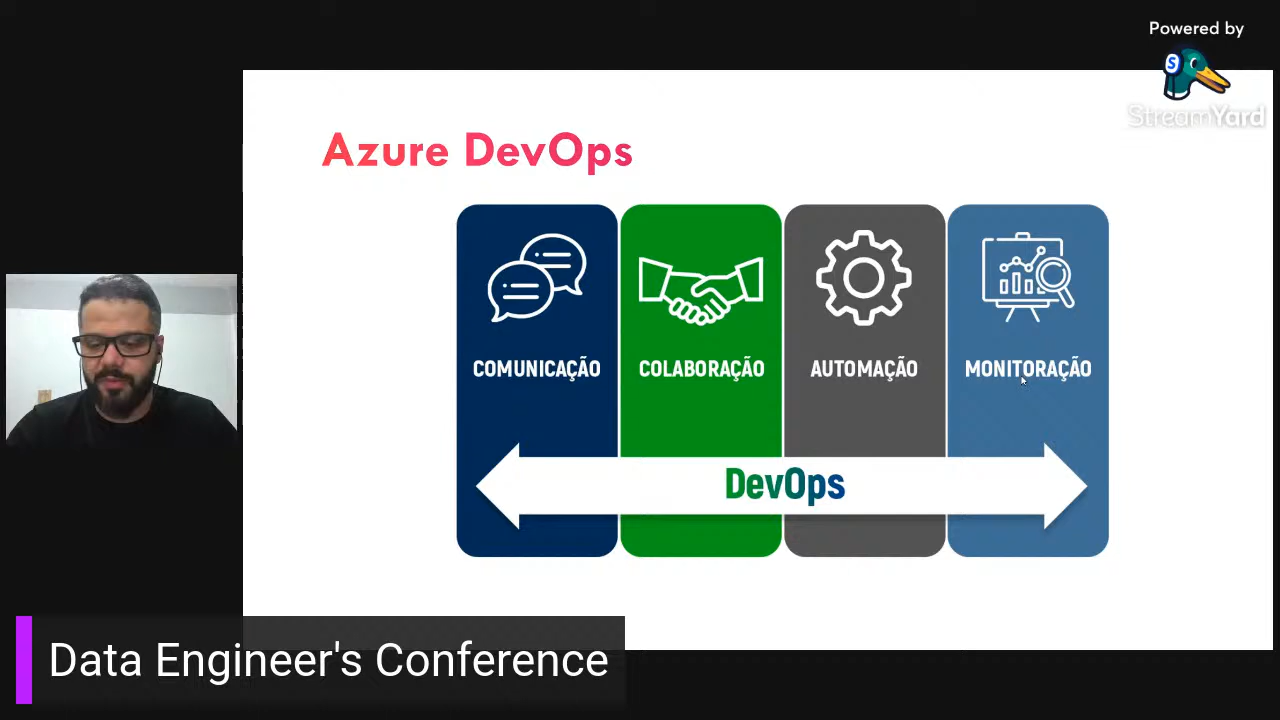 Powered by
StreamYard
Azure DevOps
COMUNICAÇÃO
COLABORAÇÃO
AUTOMAÇÃO
MONITORAÇÃO
DevOps
Data Engineer's Conference